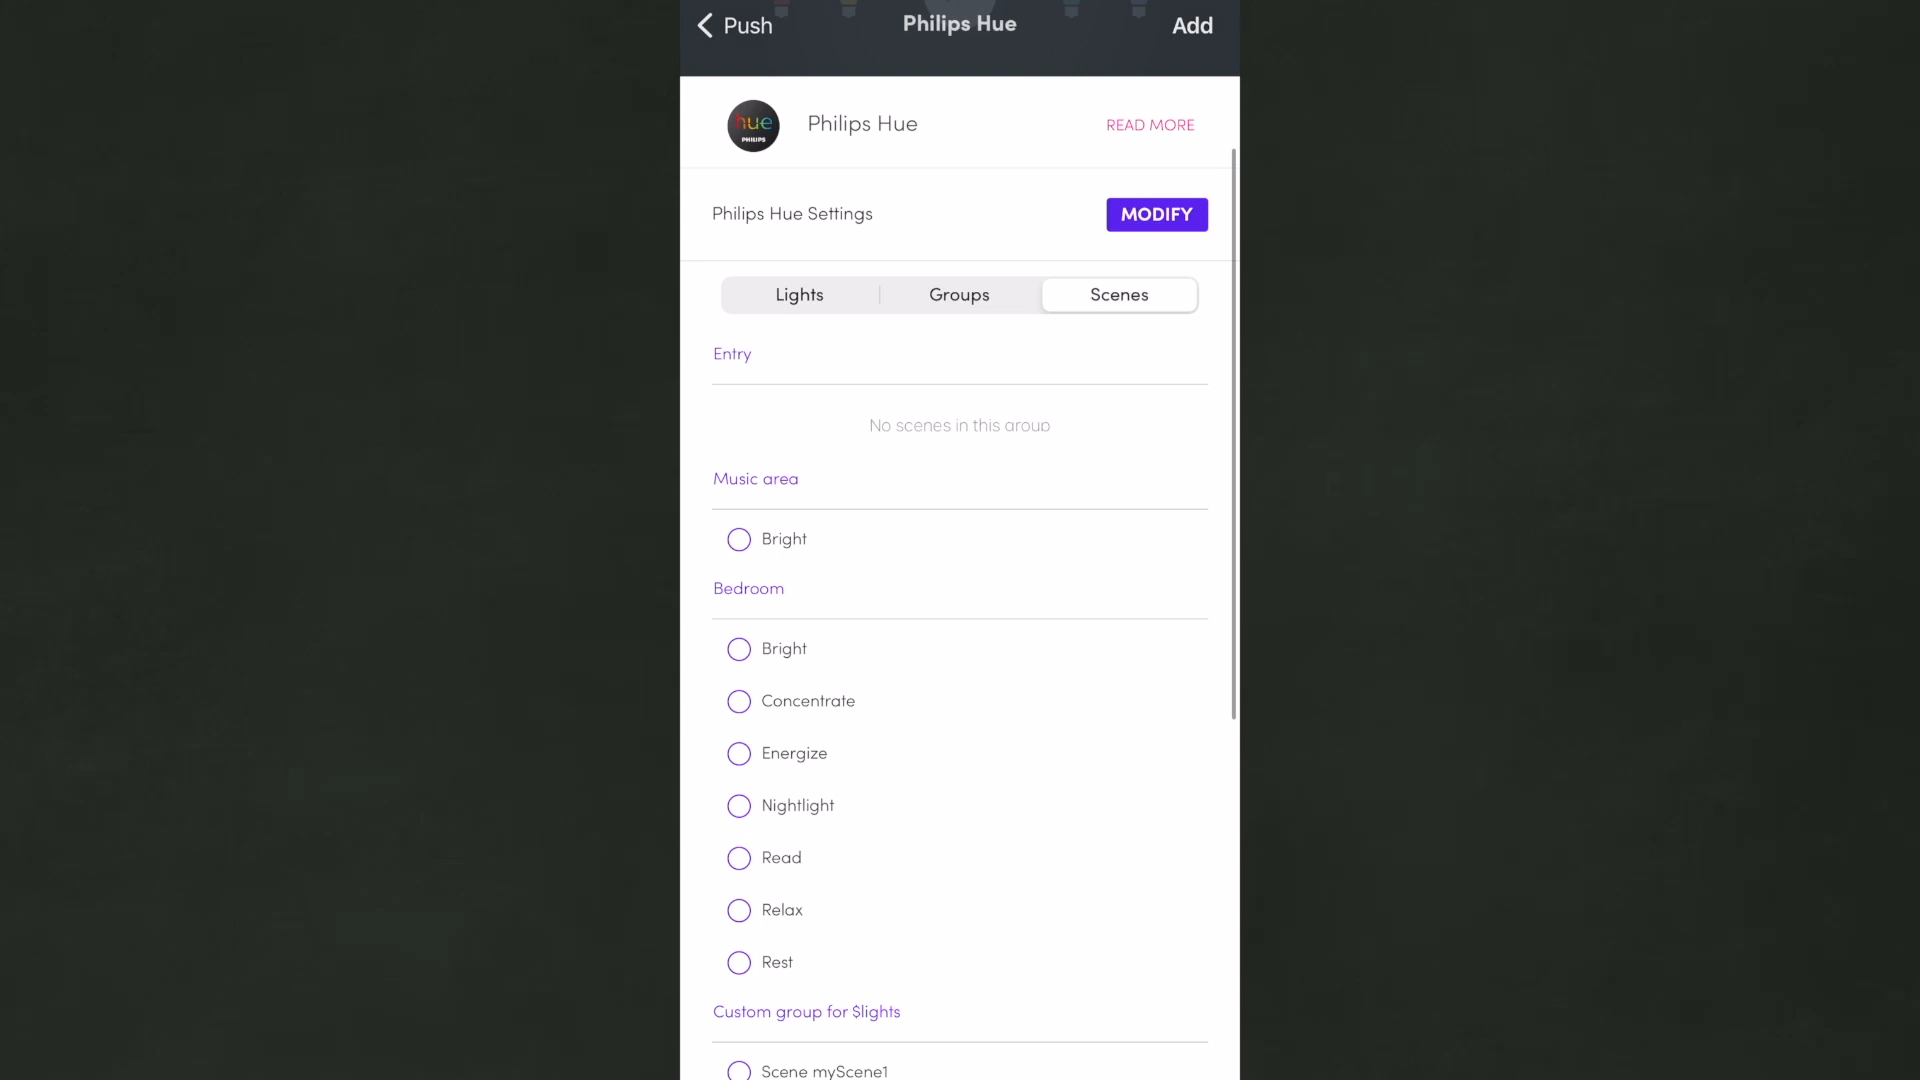 Push
Philips Hue
Add
hue
PHILIPS
Philips Hue
READ MORE
Philips Hue Settings
MODIFY
Lights
Groups
Scenes
Entry
No scenes in this group
Music area
Bright
Bedroom
Bright
Concentrate
Energize
Nightlight
Read
Relax
Rest
Custom group for $lights
Scene myScene1